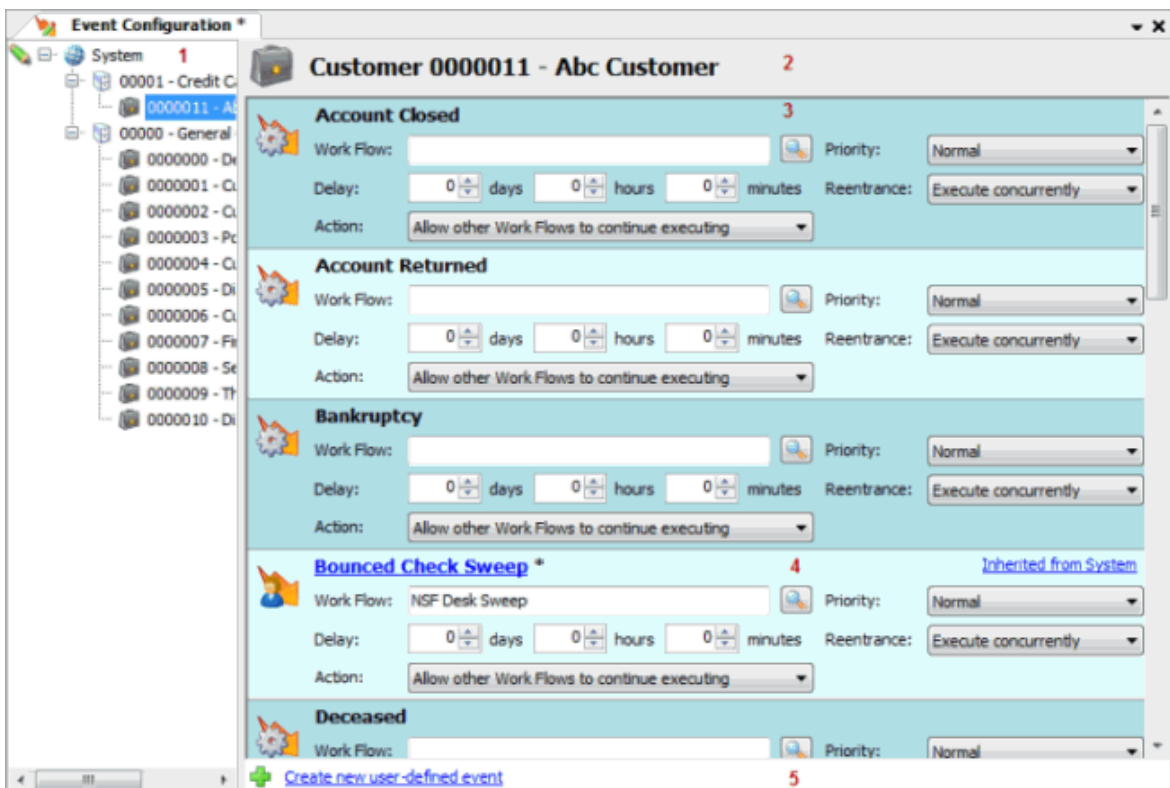 Event Configuration *
System 1
00001 - Credit C
0000011 - A
00000 - General
0000000 - De
0000001 - Cu
0000002 - Cu
0000003 - Po
0000004 - Cu
0000005 - Di
0000006 - Cu
0000007 - Fi
0000008 - Se
0000009 - Th
0000010 - Di
Customer 0000011 - Abc Customer 2
Account Closed 3
Work Flow: Priority: Normal
Delay: 0 days 0 hours 0 minutes Reentrance: Execute concurrently
Action: Allow other Work Flows to continue executing
Account Returned
Work Flow: Priority: Normal
Delay: 0 days 0 hours 0 minutes Reentrance: Execute concurrently
Action: Allow other Work Flows to continue executing
Bankruptcy
Work Flow: Priority: Normal
Delay: 0 days 0 hours 0 minutes Reentrance: Execute concurrently
Action: Allow other Work Flows to continue executing
Bounced Check Sweep * 4 Inherited from System
Work Flow: NSF Desk Sweep Priority: Normal
Delay: 0 days 0 hours 0 minutes Reentrance: Execute concurrently
Action: Allow other Work Flows to continue executing
Deceased
Work Flow: Priority: Normal
Create new user-defined event 5